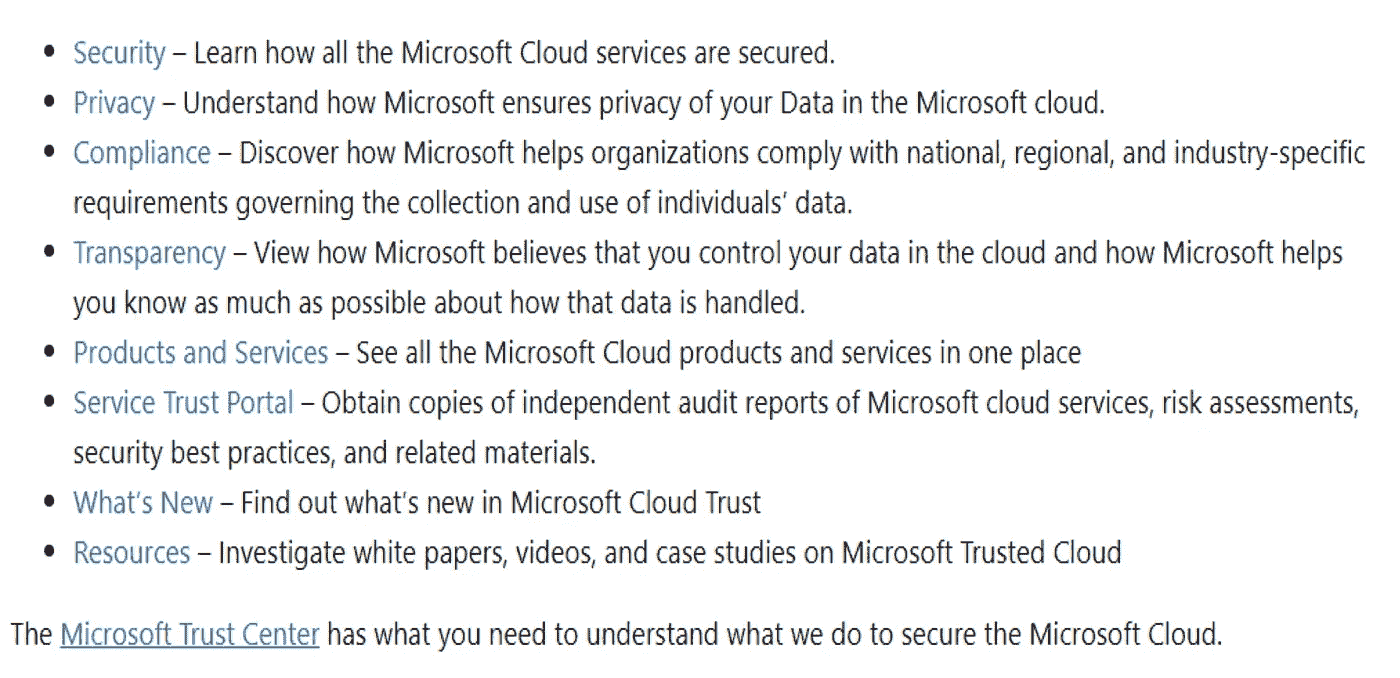 • Security – Learn how all the Microsoft Cloud services are secured.
• Privacy – Understand how Microsoft ensures privacy of your Data in the Microsoft cloud.
• Compliance – Discover how Microsoft helps organizations comply with national, regional, and industry-specific
requirements governing the collection and use of individuals’ data.
• Transparency – View how Microsoft believes that you control your data in the cloud and how Microsoft helps
you know as much as possible about how that data is handled.
• Products and Services – See all the Microsoft Cloud products and services in one place
• Service Trust Portal – Obtain copies of independent audit reports of Microsoft cloud services, risk assessments,
security best practices, and related materials.
• What’s New – Find out what’s new in Microsoft Cloud Trust
• Resources – Investigate white papers, videos, and case studies on Microsoft Trusted Cloud
The Microsoft Trust Center has what you need to understand what we do to secure the Microsoft Cloud.